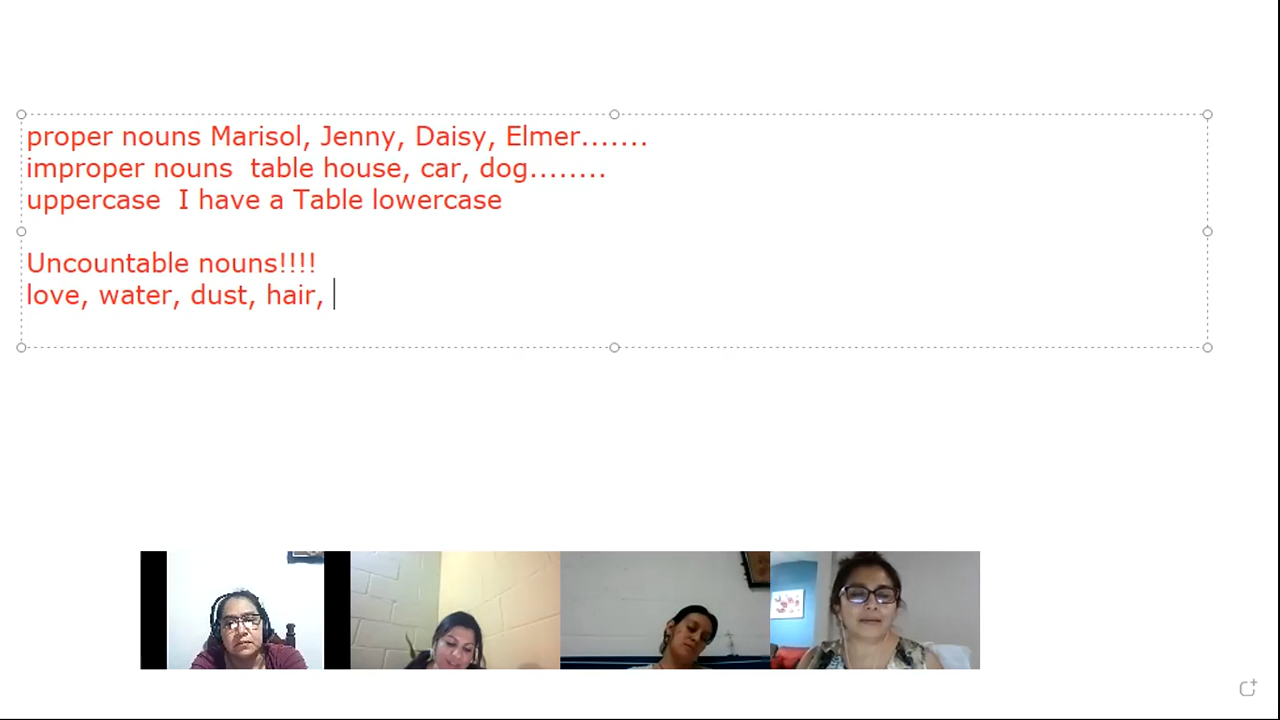 proper nouns Marisol, Jenny, Daisy, Elmer.......
improper nouns  table house, car, dog........
uppercase  I have a Table lowercase
Uncountable nouns!!!!
love, water, dust, hair,